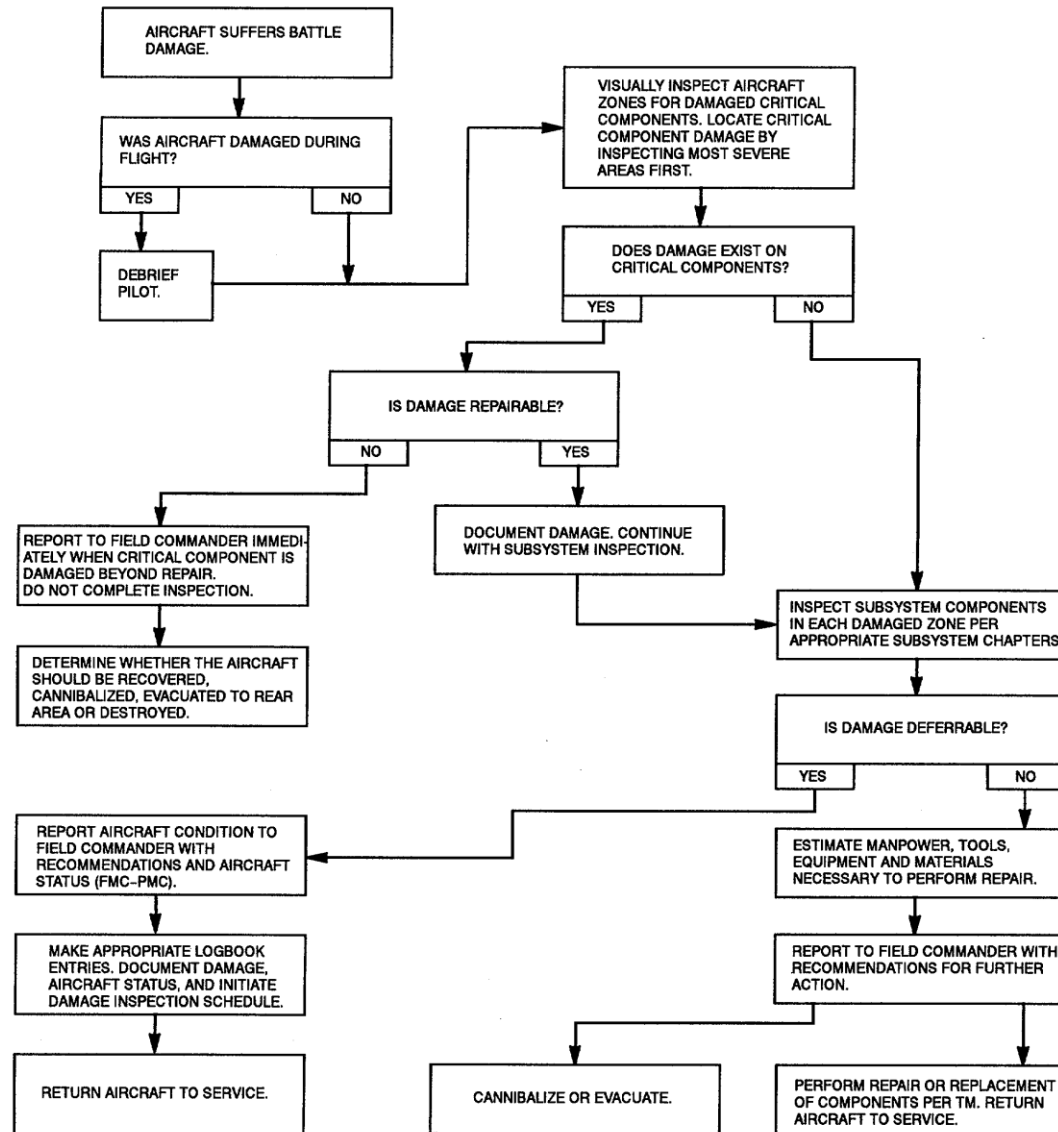 AIRCRAFT SUFFERS BATTLE
DAMAGE.
WAS AIRCRAFT DAMAGED DURING
FLIGHT?
YES
NO
DEBRIEF
PILOT.
VISUALLY INSPECT AIRCRAFT
ZONES FOR DAMAGED CRITICAL
COMPONENTS. LOCATE CRITICAL
COMPONENT DAMAGE BY
INSPECTING MOST SEVERE
AREAS FIRST.
DOES DAMAGE EXIST ON
CRITICAL COMPONENTS?
YES
NO
IS DAMAGE REPAIRABLE?
NO
YES
REPORT TO FIELD COMMANDER IMMEDI-
ATELY WHEN CRITICAL COMPONENT IS
DAMAGED BEYOND REPAIR.
DO NOT COMPLETE INSPECTION.
DOCUMENT DAMAGE. CONTINUE
WITH SUBSYSTEM INSPECTION.
DETERMINE WHETHER THE AIRCRAFT
SHOULD BE RECOVERED,
CANNIBALIZED, EVACUATED TO REAR
AREA OR DESTROYED.
INSPECT SUBSYSTEM COMPONENTS
IN EACH DAMAGED ZONE PER
APPROPRIATE SUBSYSTEM CHAPTERS
IS DAMAGE DEFERRABLE?
YES
NO
REPORT AIRCRAFT CONDITION TO
FIELD COMMANDER WITH
RECOMMENDATIONS AND AIRCRAFT
STATUS (FMC-PMC).
ESTIMATE MANPOWER, TOOLS,
EQUIPMENT AND MATERIALS
NECESSARY TO PERFORM REPAIR.
MAKE APPROPRIATE LOGBOOK
ENTRIES. DOCUMENT DAMAGE,
AIRCRAFT STATUS, AND INITIATE
DAMAGE INSPECTION SCHEDULE.
REPORT TO FIELD COMMANDER WITH
RECOMMENDATIONS FOR FURTHER
ACTION.
RETURN AIRCRAFT TO SERVICE.
CANNIBALIZE OR EVACUATE.
PERFORM REPAIR OR REPLACEMENT
OF COMPONENTS PER TM. RETURN
AIRCRAFT TO SERVICE.